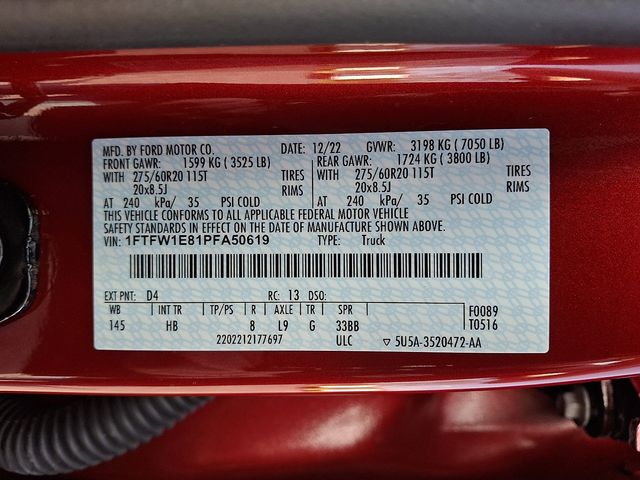 MFD. BY FORD MOTOR CO. DATE: 12/22 GVWR: 3198 KG ( 7050 LB)
FRONT GAWR: 1599 KG ( 3525 LB) REAR GAWR: 1724 KG ( 3800 LB)
WITH 275/60R20 115T TIRES WITH 275/60R20 115T TIRES
20x8.5J RIMS 20x8.5J RIMS
AT 240 kPa/ 35 PSI COLD AT 240 kPa/ 35 PSI COLD
THIS VEHICLE CONFORMS TO ALL APPLICABLE FEDERAL MOTOR VEHICLE
SAFETY STANDARDS IN EFFECT ON THE DATE OF MANUFACTURE SHOWN ABOVE.
VIN: 1FTFW1E81PFA50619 TYPE: Truck
EXT PNT: D4 RC: 13 DSO:
WB INT TR TP/PS R AXLE TR SPR F0089
145 HB 8 L9 G 33BB T0516
2202212177697 ULC ▽ 5U5A-3520472-AA